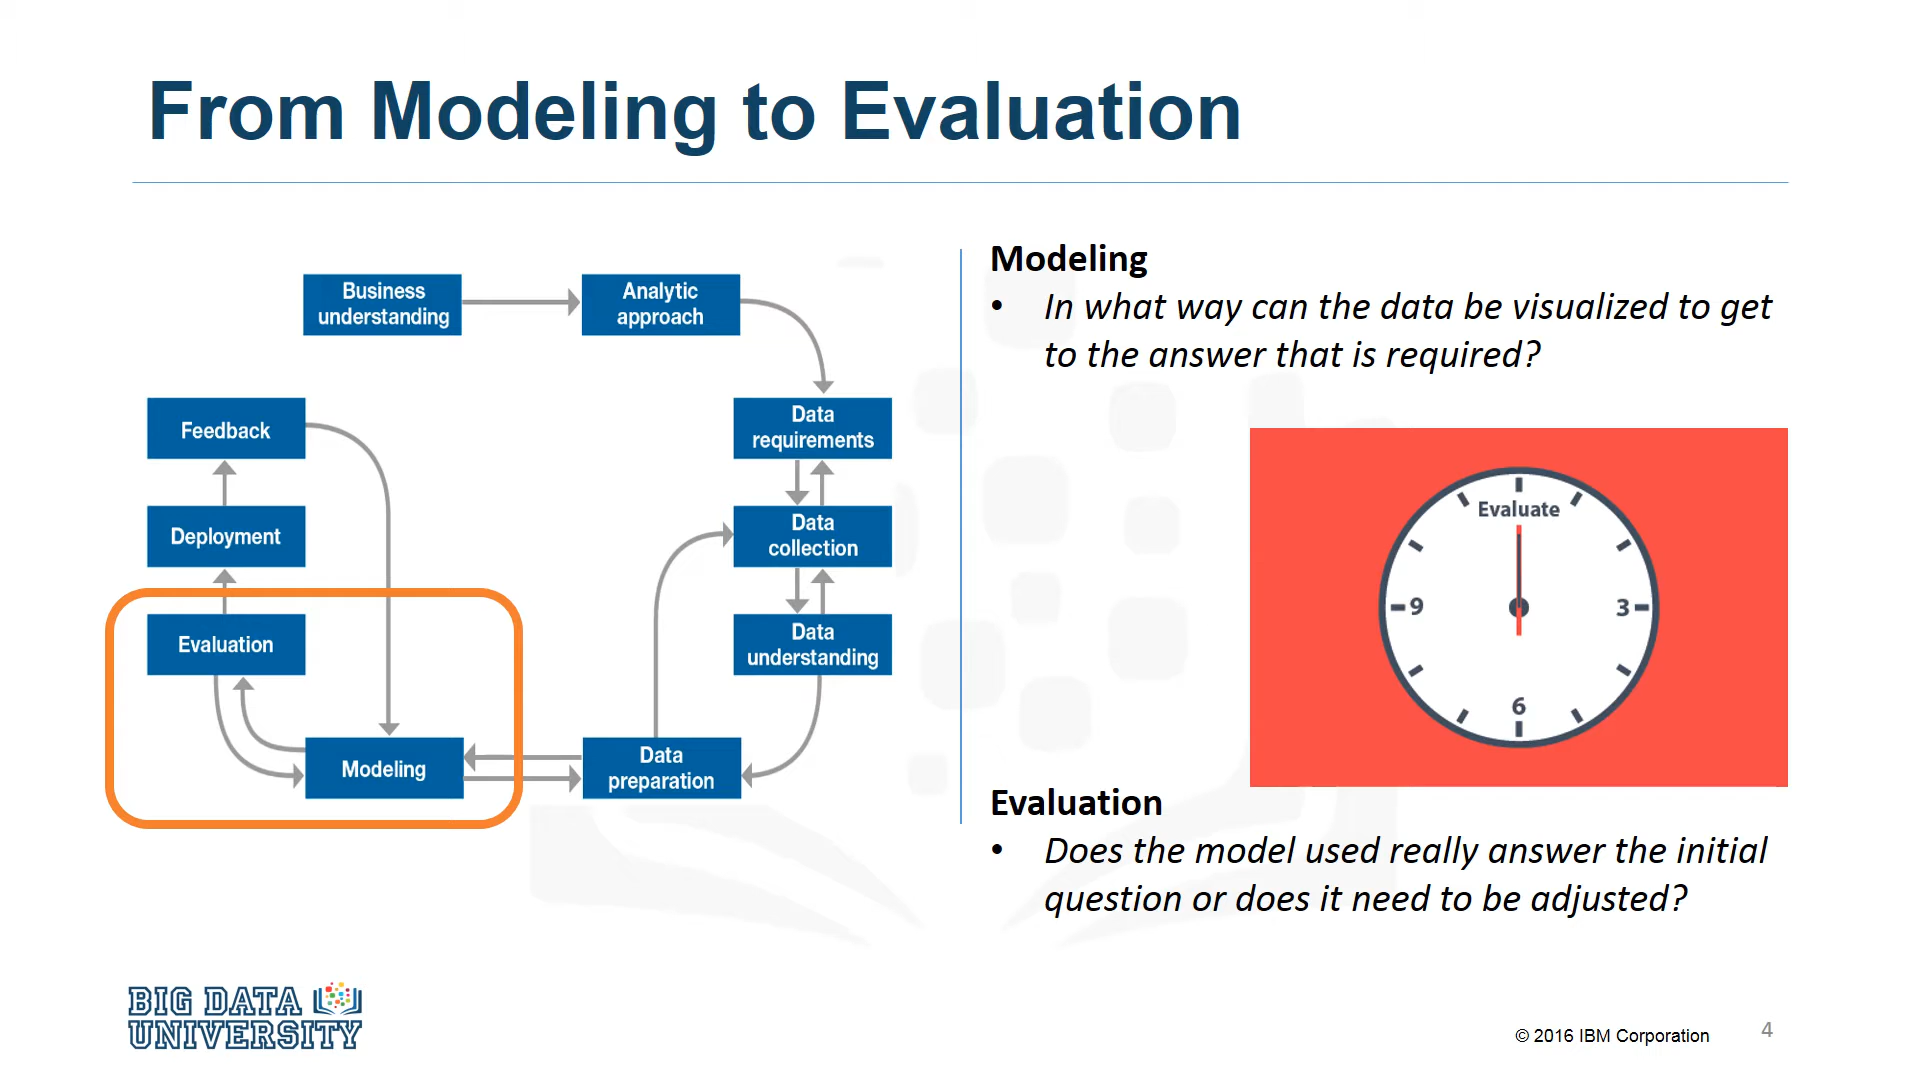 From Modeling to Evaluation
Business
understanding
Analytic
approach
Feedback
Data
requirements
Deployment
Data
collection
Evaluation
Data
understanding
Modeling
Data
preparation
Modeling
• In what way can the data be visualized to get
to the answer that is required?
Evaluate
9
3
6
Evaluation
• Does the model used really answer the initial
question or does it need to be adjusted?
BIG DATA
UNIVERSITY
© 2016 IBM Corporation
4